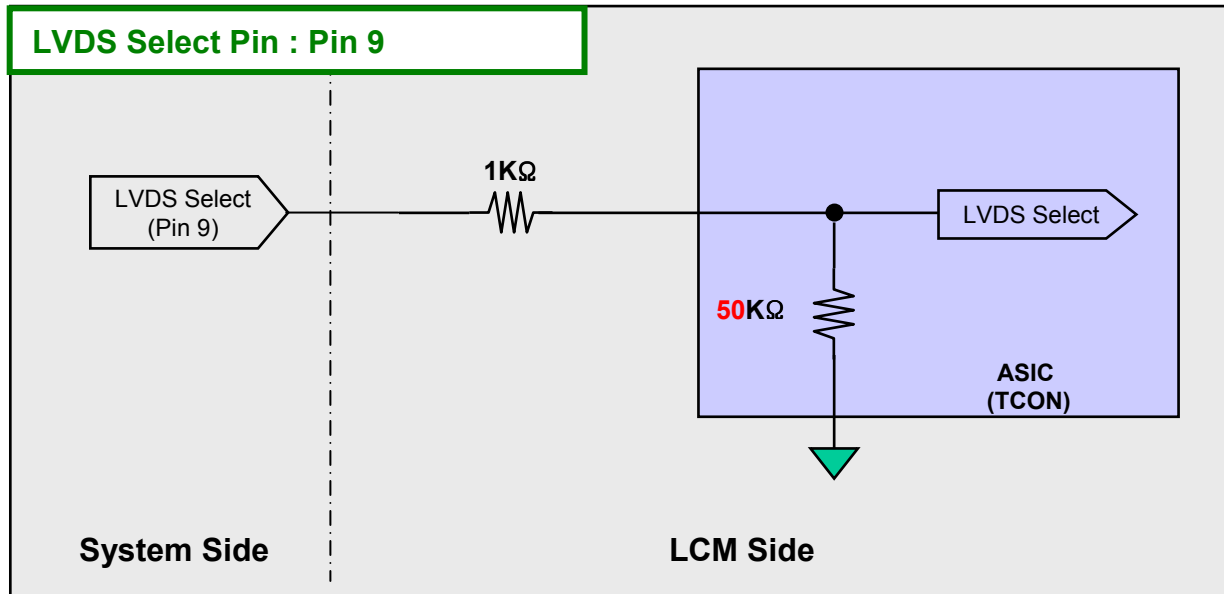 LVDS Select Pin : Pin 9
1KΩ
LVDS Select
(Pin 9)
LVDS Select
50KΩ
ASIC
(TCON)
System Side
LCM Side